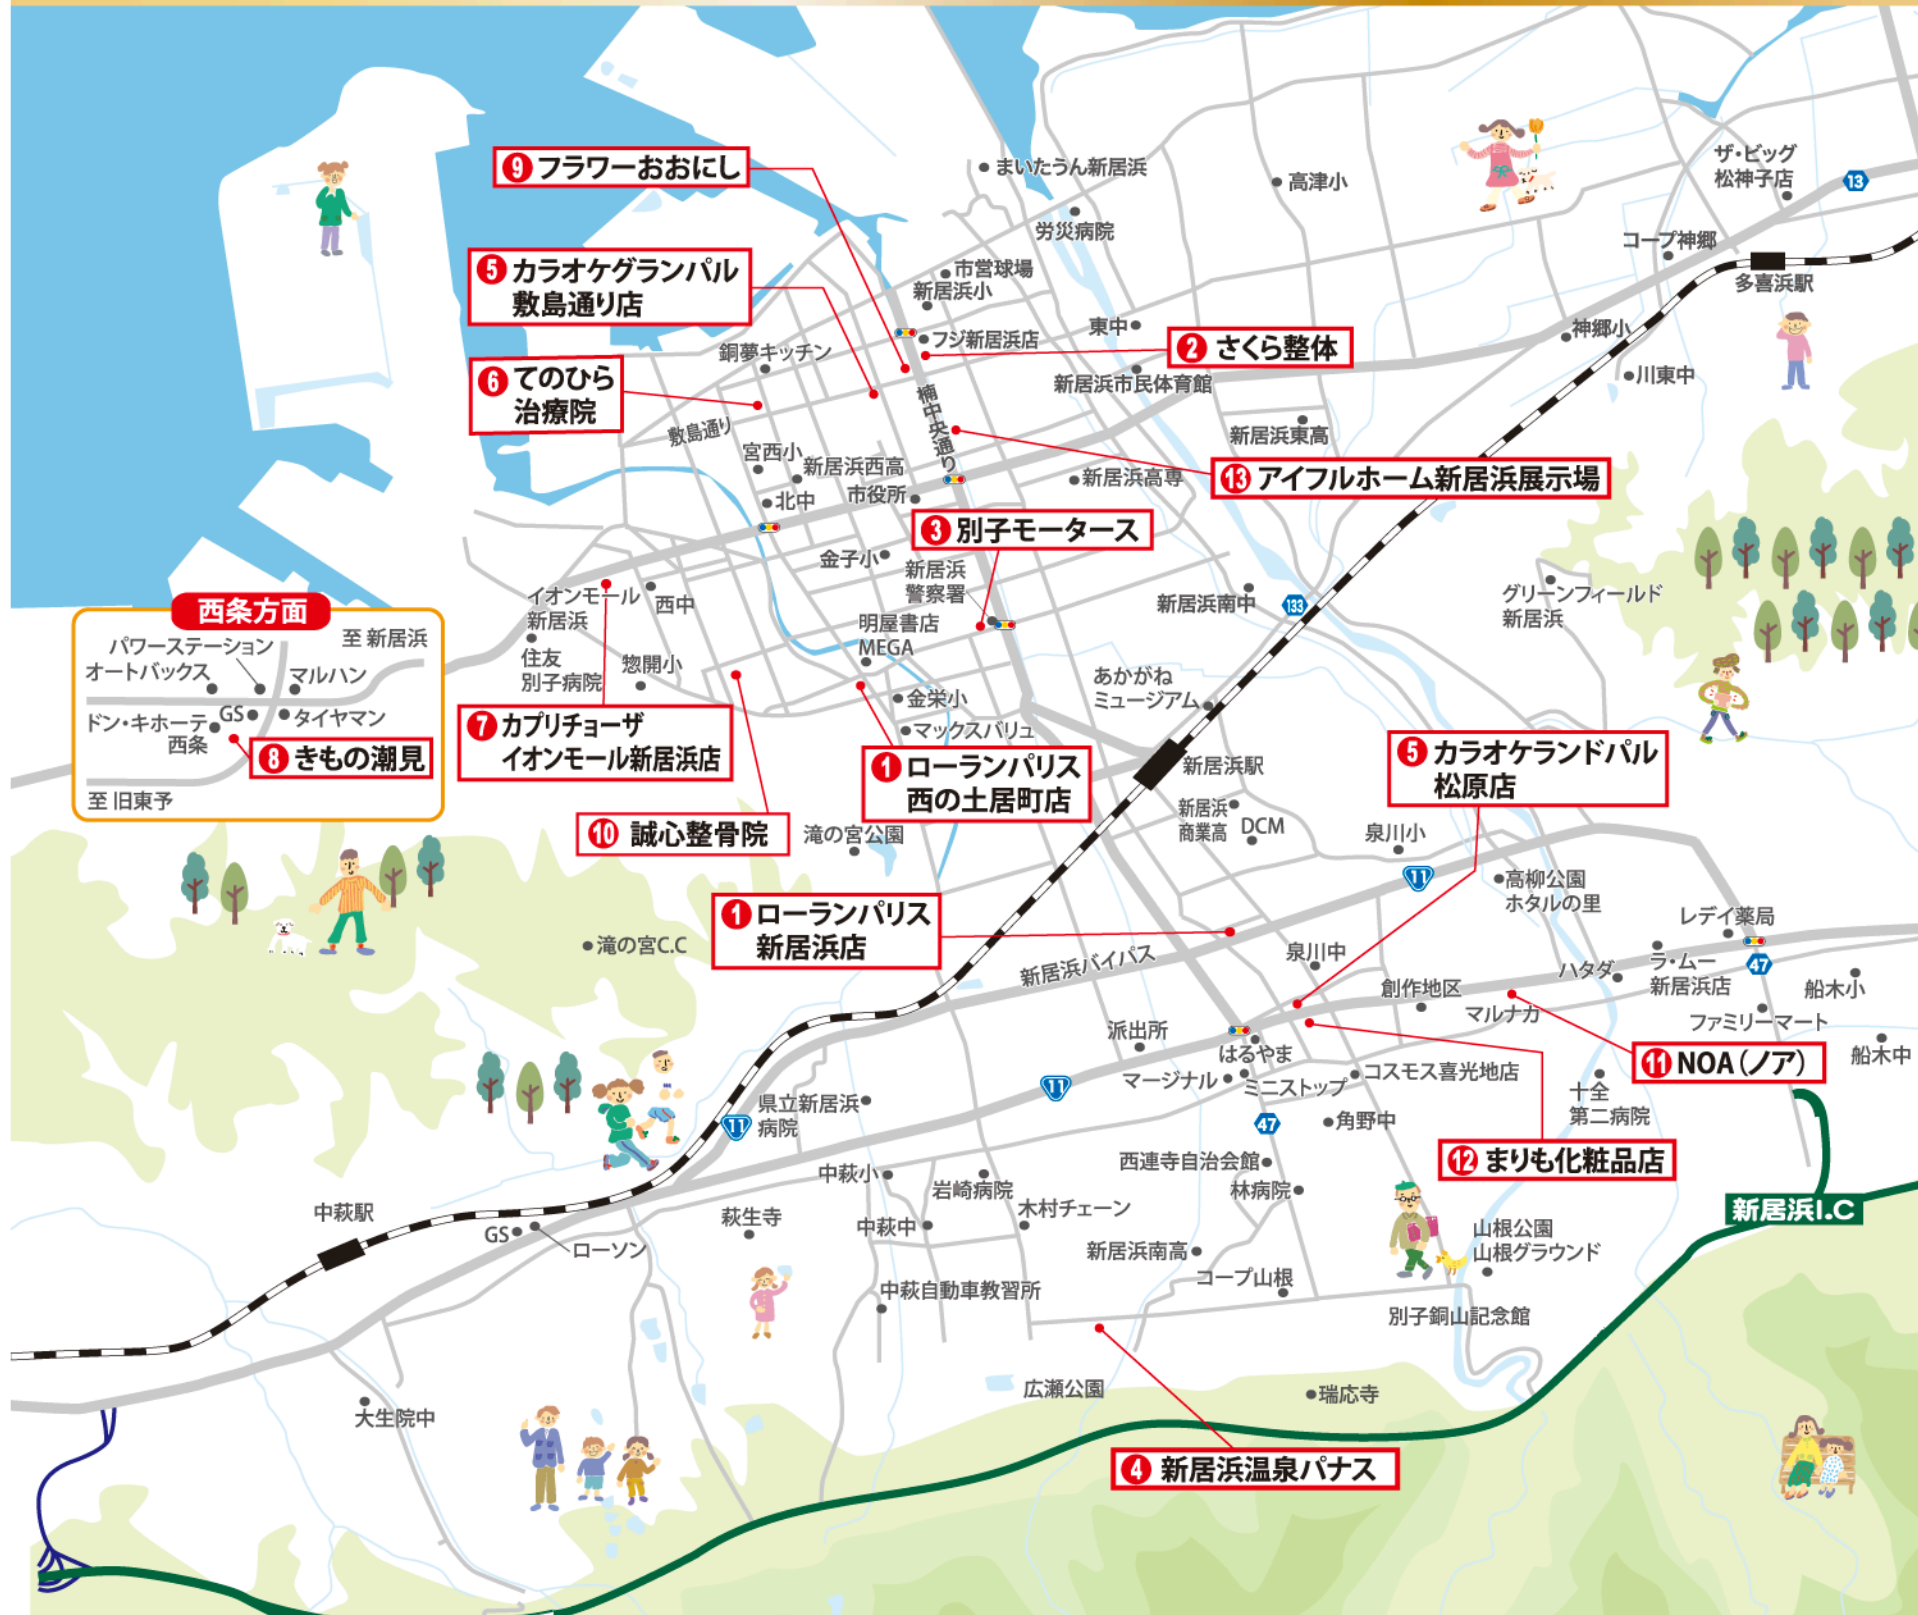 ❾フラワーおおにし
まいたうん新居浜
高津小
ザ・ビッグ
松神子店
13
労災病院
コープ神郷
多喜浜駅
❺カラオケグランパル
敷島通り店
市営球場
新居浜小
フジ新居浜店
東中
❷さくら整体
神郷小
川東中
銅夢キッチン
新居浜市民体育館
❻てのひら
治療院
楠中央通り
敷島通り
新居浜東高
宮西小
新居浜西高
市役所
北中
新居浜高専
⓭アイフルホーム新居浜展示場
❸別子モータース
金子小
新居浜
警察署
イオンモール
新居浜
西中
新居浜南中
133
グリーンフィールド
新居浜
明屋書店
MEGA
住友
別子病院
惣開小
西条方面
パワーステーション
至 新居浜
オートバックス
マルハン
GS
タイヤマン
ドン・キホーテ
西条
❽きもの潮見
至 旧東予
金栄小
マックスバリュ
あかがね
ミュージアム
❼カプリチョーザ
イオンモール新居浜店
❶ローランパリス
西の土居町店
新居浜駅
❺カラオケランドパル
松原店
❿誠心整骨院
滝の宮公園
新居浜
商業高
DCM
泉川小
11
高柳公園
ホタルの里
❶ローランパリス
新居浜店
滝の宮C.C
新居浜バイパス
泉川中
レデイ薬局
ハタダ
ラ・ムー
新居浜店
47
船木小
創作地区
マルナカ
ファミリーマート
船木中
派出所
はるやま
マージナル
ミニストップ
コスモス喜光地店
⓫NOA(ノア)
11
十全
第二病院
県立新居浜
病院
11
47
角野中
⓬まりも化粧品店
中萩小
岩崎病院
西連寺自治会館
林病院
新居浜I.C
中萩駅
GS
ローソン
萩生寺
中萩中
木村チェーン
新居浜南高
コープ山根
山根公園
山根グラウンド
中萩自動車教習所
別子銅山記念館
広瀬公園
瑞応寺
大生院中
❹新居浜温泉パナス